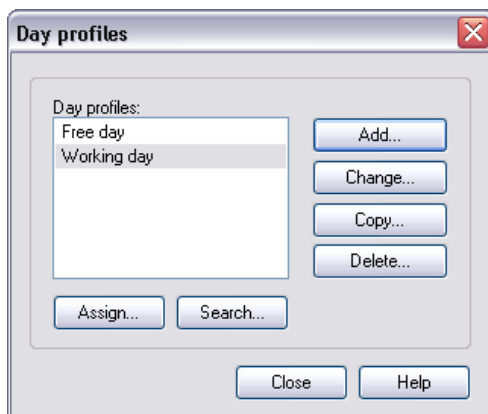 Day profiles
Day profiles:
Free day
Working day
Add...
Change...
Copy...
Delete...
Assign...
Search...
Close
Help